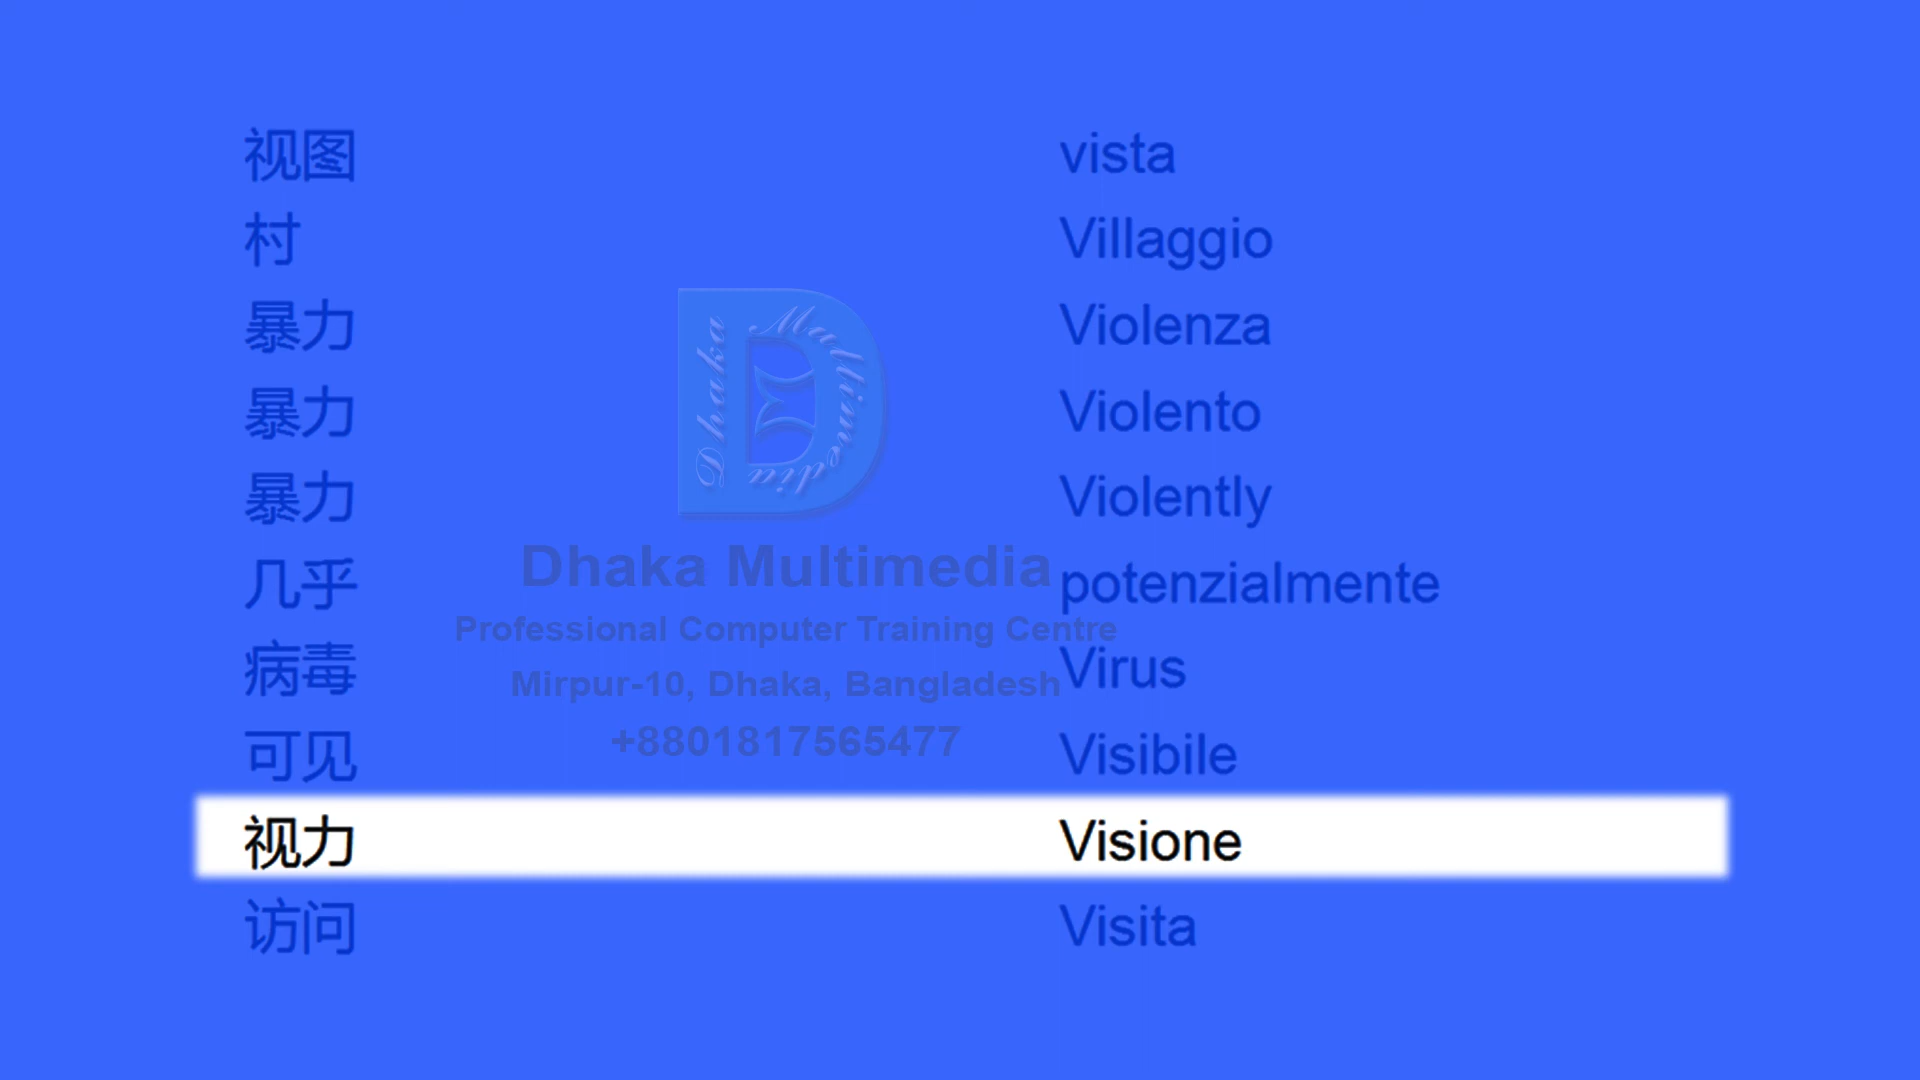 视图 vista
村 Villaggio
暴力 Violenza
暴力 Violento
暴力 Violently
几乎 potenzialmente
病毒 Virus
可见 Visibile
视力 Visione
访问 Visita
Dhaka Multimedia
Dhaka Multimedia
Professional Computer Training Centre
Mirpur-10, Dhaka, Bangladesh
+8801817565477